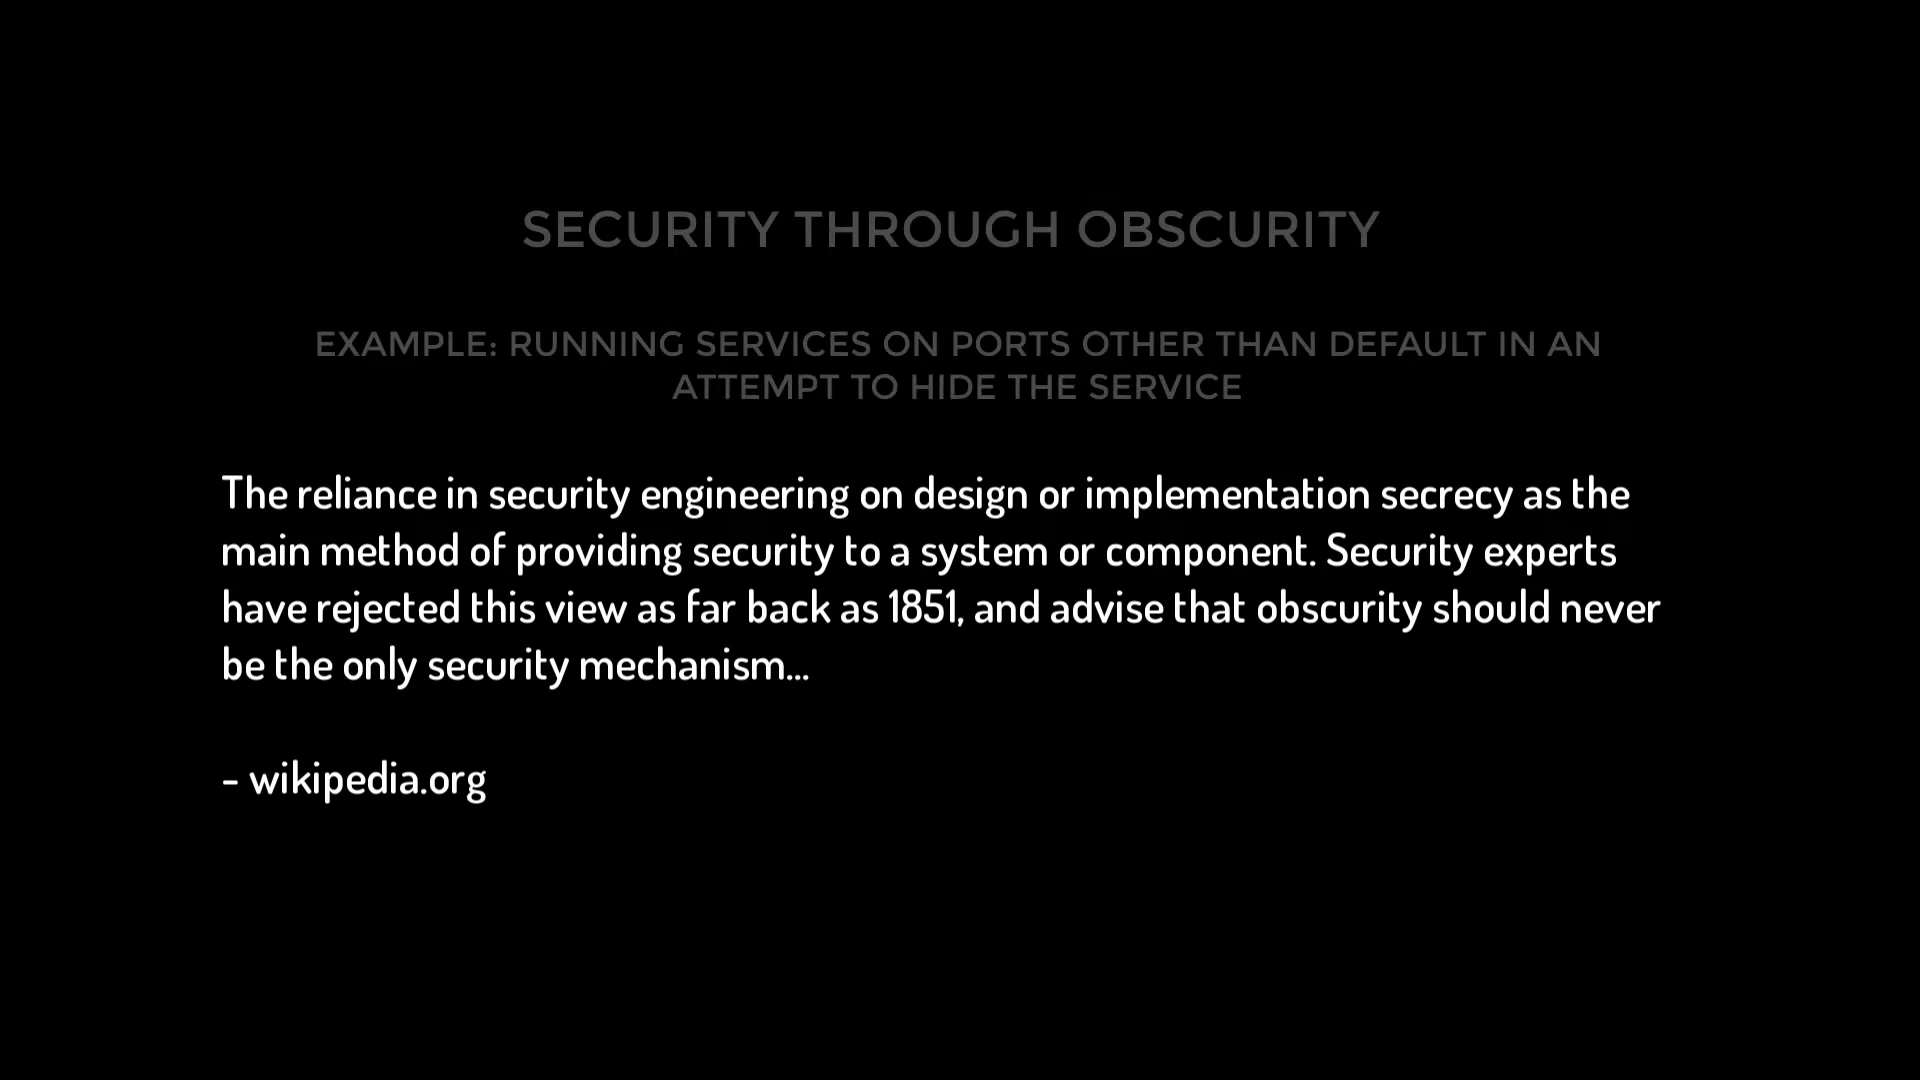 SECURITY THROUGH OBSCURITY
EXAMPLE: RUNNING SERVICES ON PORTS OTHER THAN DEFAULT IN AN
ATTEMPT TO HIDE THE SERVICE
The reliance in security engineering on design or implementation secrecy as the
main method of providing security to a system or component. Security experts
have rejected this view as far back as 1851, and advise that obscurity should never
be the only security mechanism...
- wikipedia.org